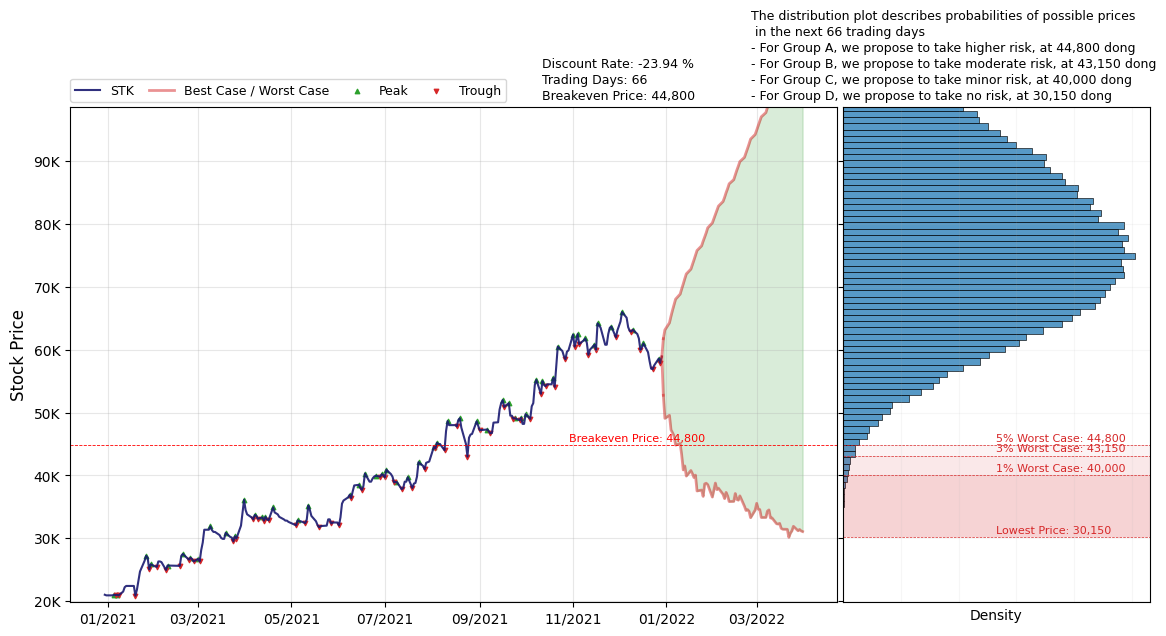 The distribution plot describes probabilities of possible prices
in the next 66 trading days
- For Group A, we propose to take higher risk, at 44,800 dong
- For Group B, we propose to take moderate risk, at 43,150 dong
- For Group C, we propose to take minor risk, at 40,000 dong
- For Group D, we propose to take no risk, at 30,150 dong
Discount Rate: -23.94 %
Trading Days: 66
Breakeven Price: 44,800
STK Best Case / Worst Case Peak Trough
Stock Price
90K
80K
70K
60K
50K
40K
30K
20K
Breakeven Price: 44,800
5% Worst Case: 44,800
3% Worst Case: 43,150
1% Worst Case: 40,000
Lowest Price: 30,150
01/2021 03/2021 05/2021 07/2021 09/2021 11/2021 01/2022 03/2022
Density